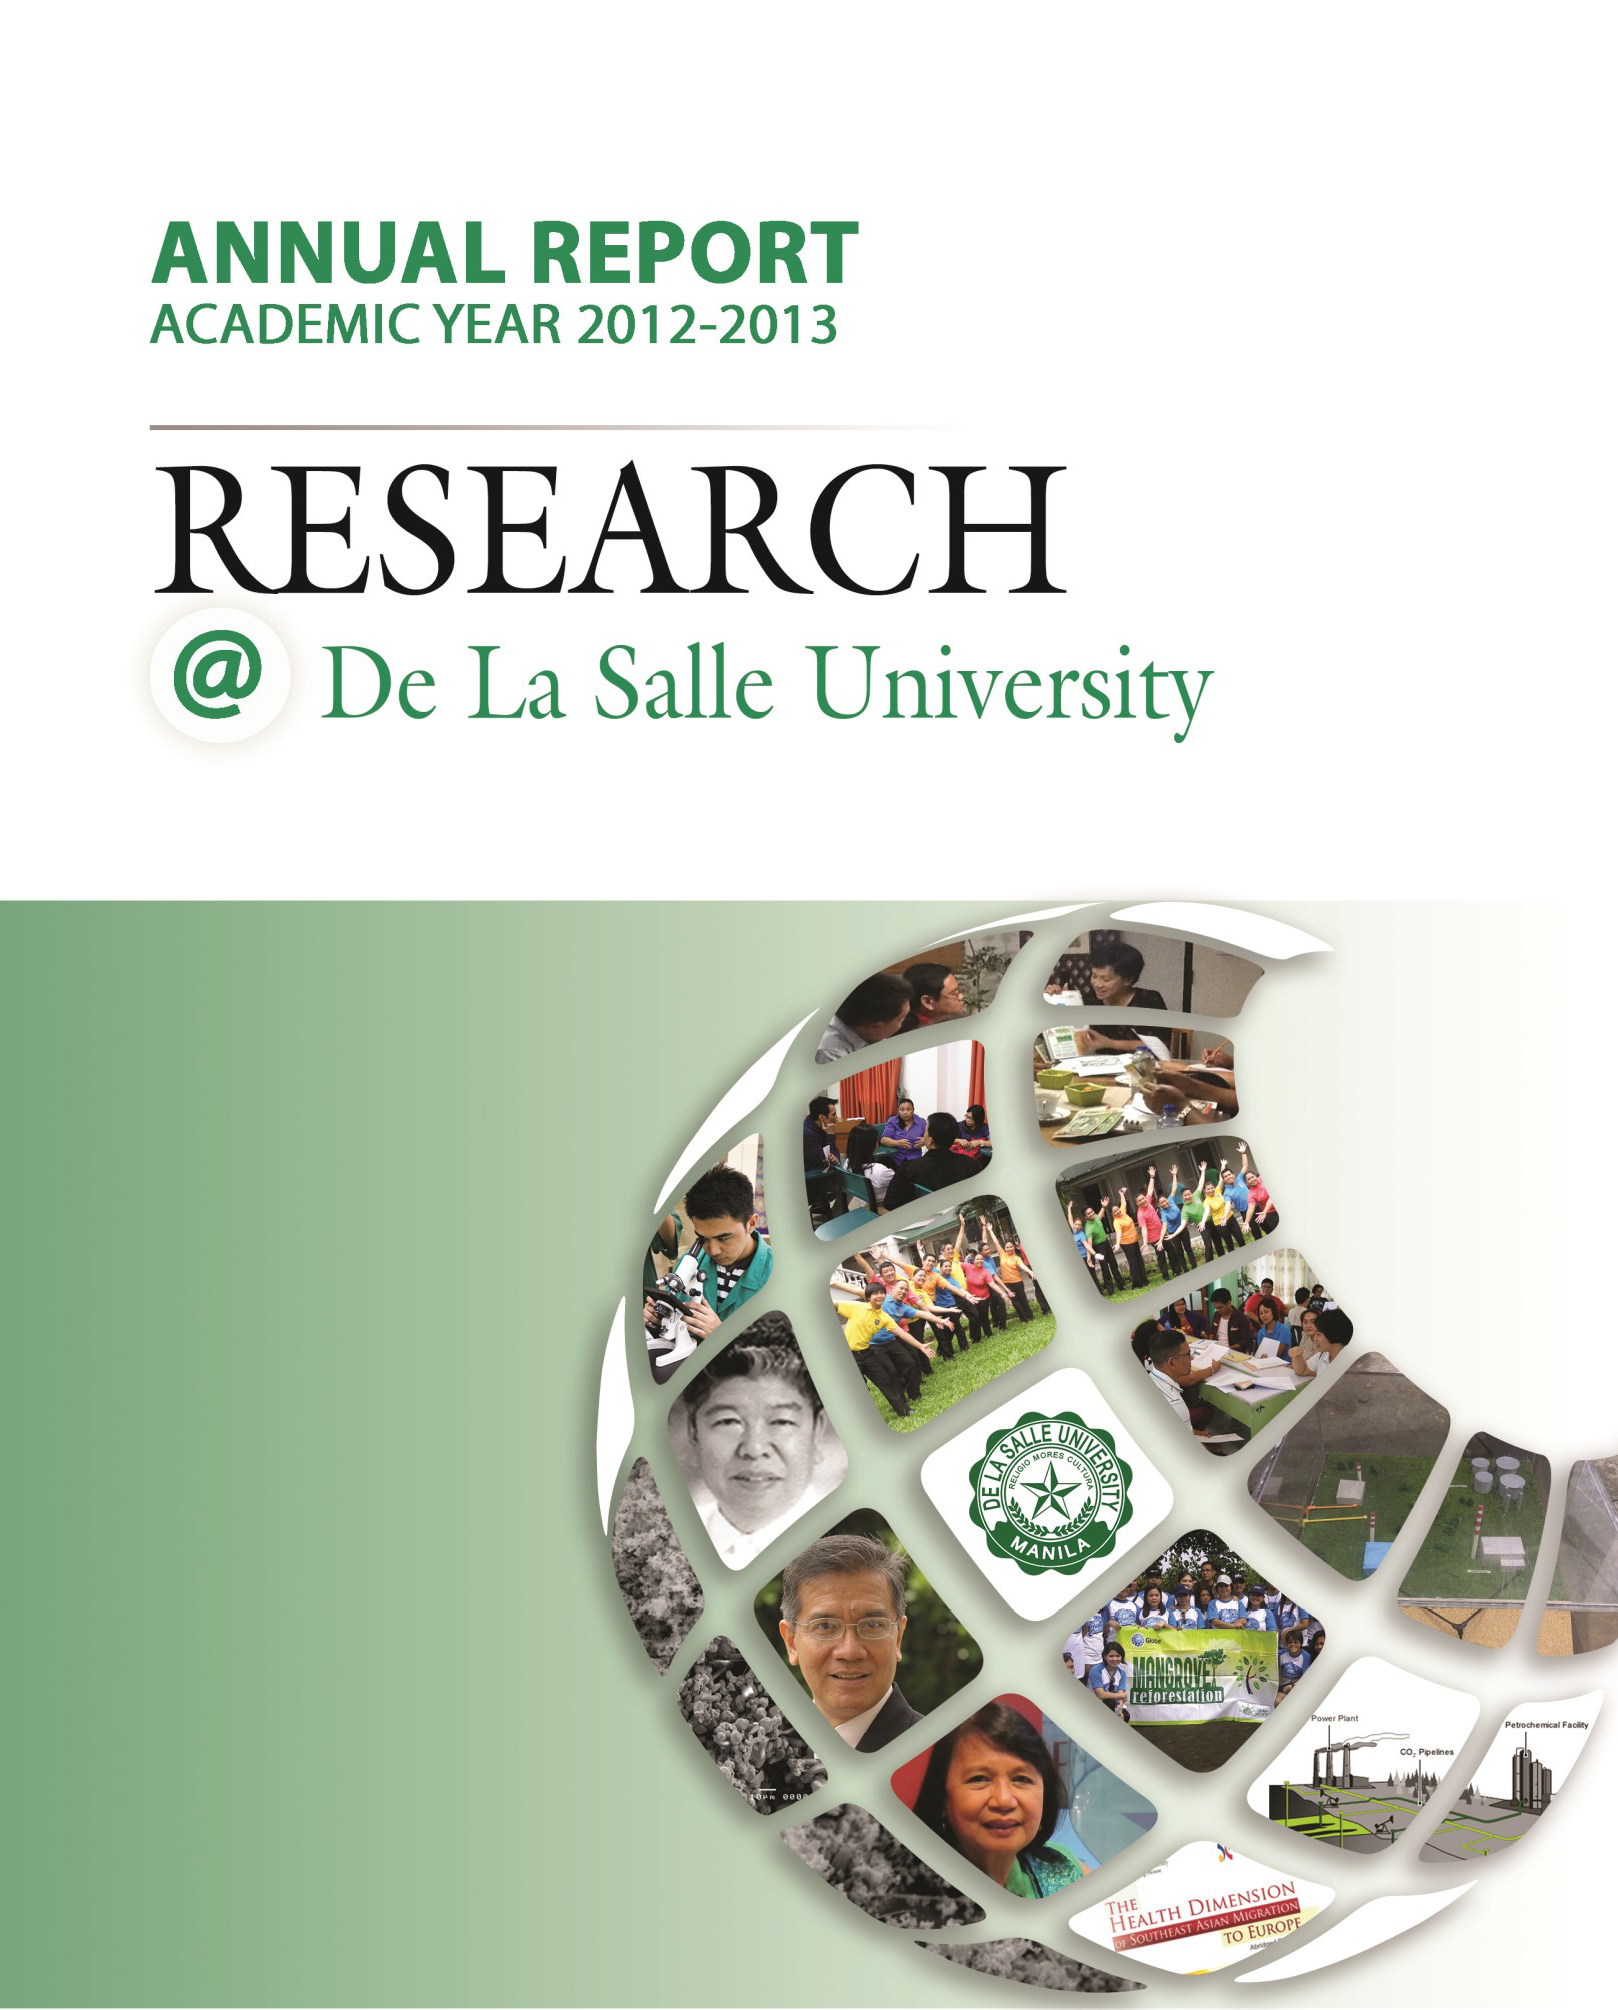 ANNUAL REPORT
ACADEMIC YEAR 2012-2013
RESEARCH
@ De La Salle University
DE LA SALLE UNIVERSITY
RELIGIO MORES CULTURA
MANILA
Globe
MANGROVE
reforestation
Power Plant
CO2 Pipelines
Petrochemical Facility
10µm
THE
HEALTH DIMENSION
OF SOUTHEAST ASIAN MIGRATION
TO EUROPE